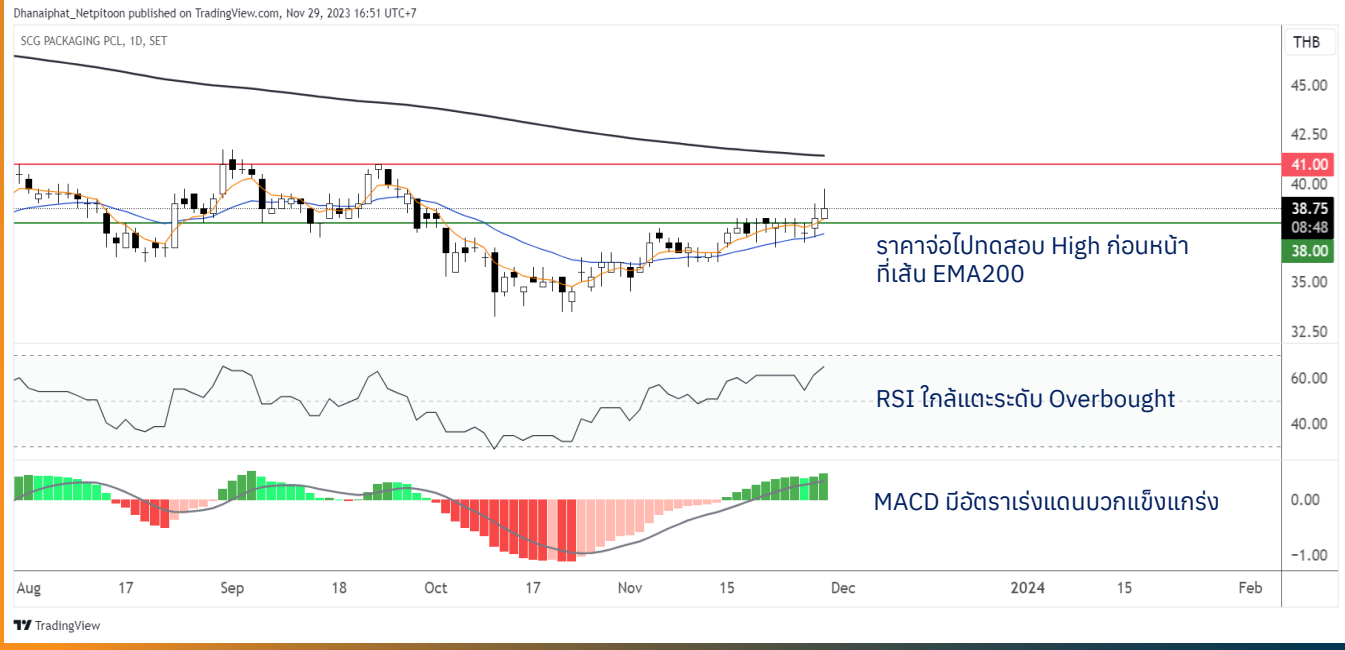 Dhanaiphat_Netpitoon published on TradingView.com, Nov 29, 2023 16:51 UTC+7
SCG PACKAGING PCL, 1D, SET
THB
45.00
42.50
41.00
40.00
38.75
08:48
38.00
35.00
32.50
ราคาจ่อไปทดสอบ High ก่อนหน้า
ที่เส้น EMA200
60.00
RSI ใกล้แตะระดับ Overbought
40.00
MACD มีอัตราเร่งแดนบวกแข็งแกร่ง
0.00
−1.00
Aug 17 Sep 18 Oct 17 Nov 15 Dec 2024 15 Feb
TradingView